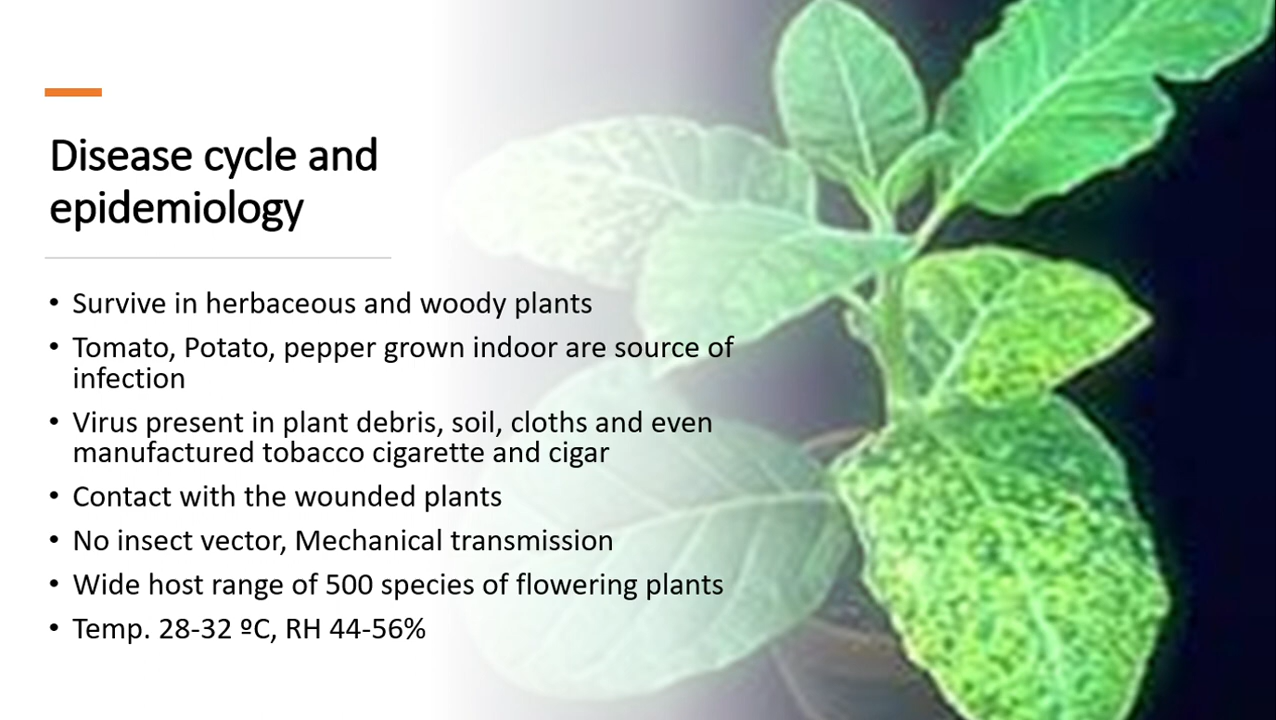 Disease cycle and
epidemiology
• Survive in herbaceous and woody plants
• Tomato, Potato, pepper grown indoor are source of
infection
• Virus present in plant debris, soil, cloths and even
manufactured tobacco cigarette and cigar
• Contact with the wounded plants
• No insect vector, Mechanical transmission
• Wide host range of 500 species of flowering plants
• Temp. 28-32 ºC, RH 44-56%